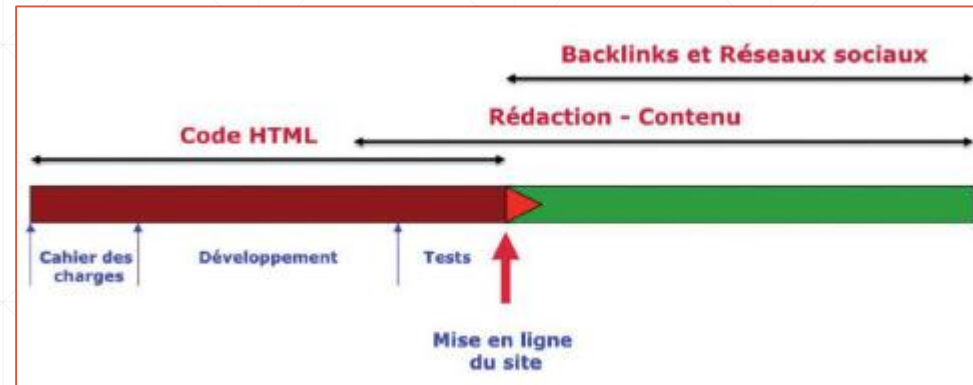 Backlinks et Réseaux sociaux
Rédaction - Contenu
Code HTML
Cahier des
charges
Développement
Tests
Mise en ligne
du site